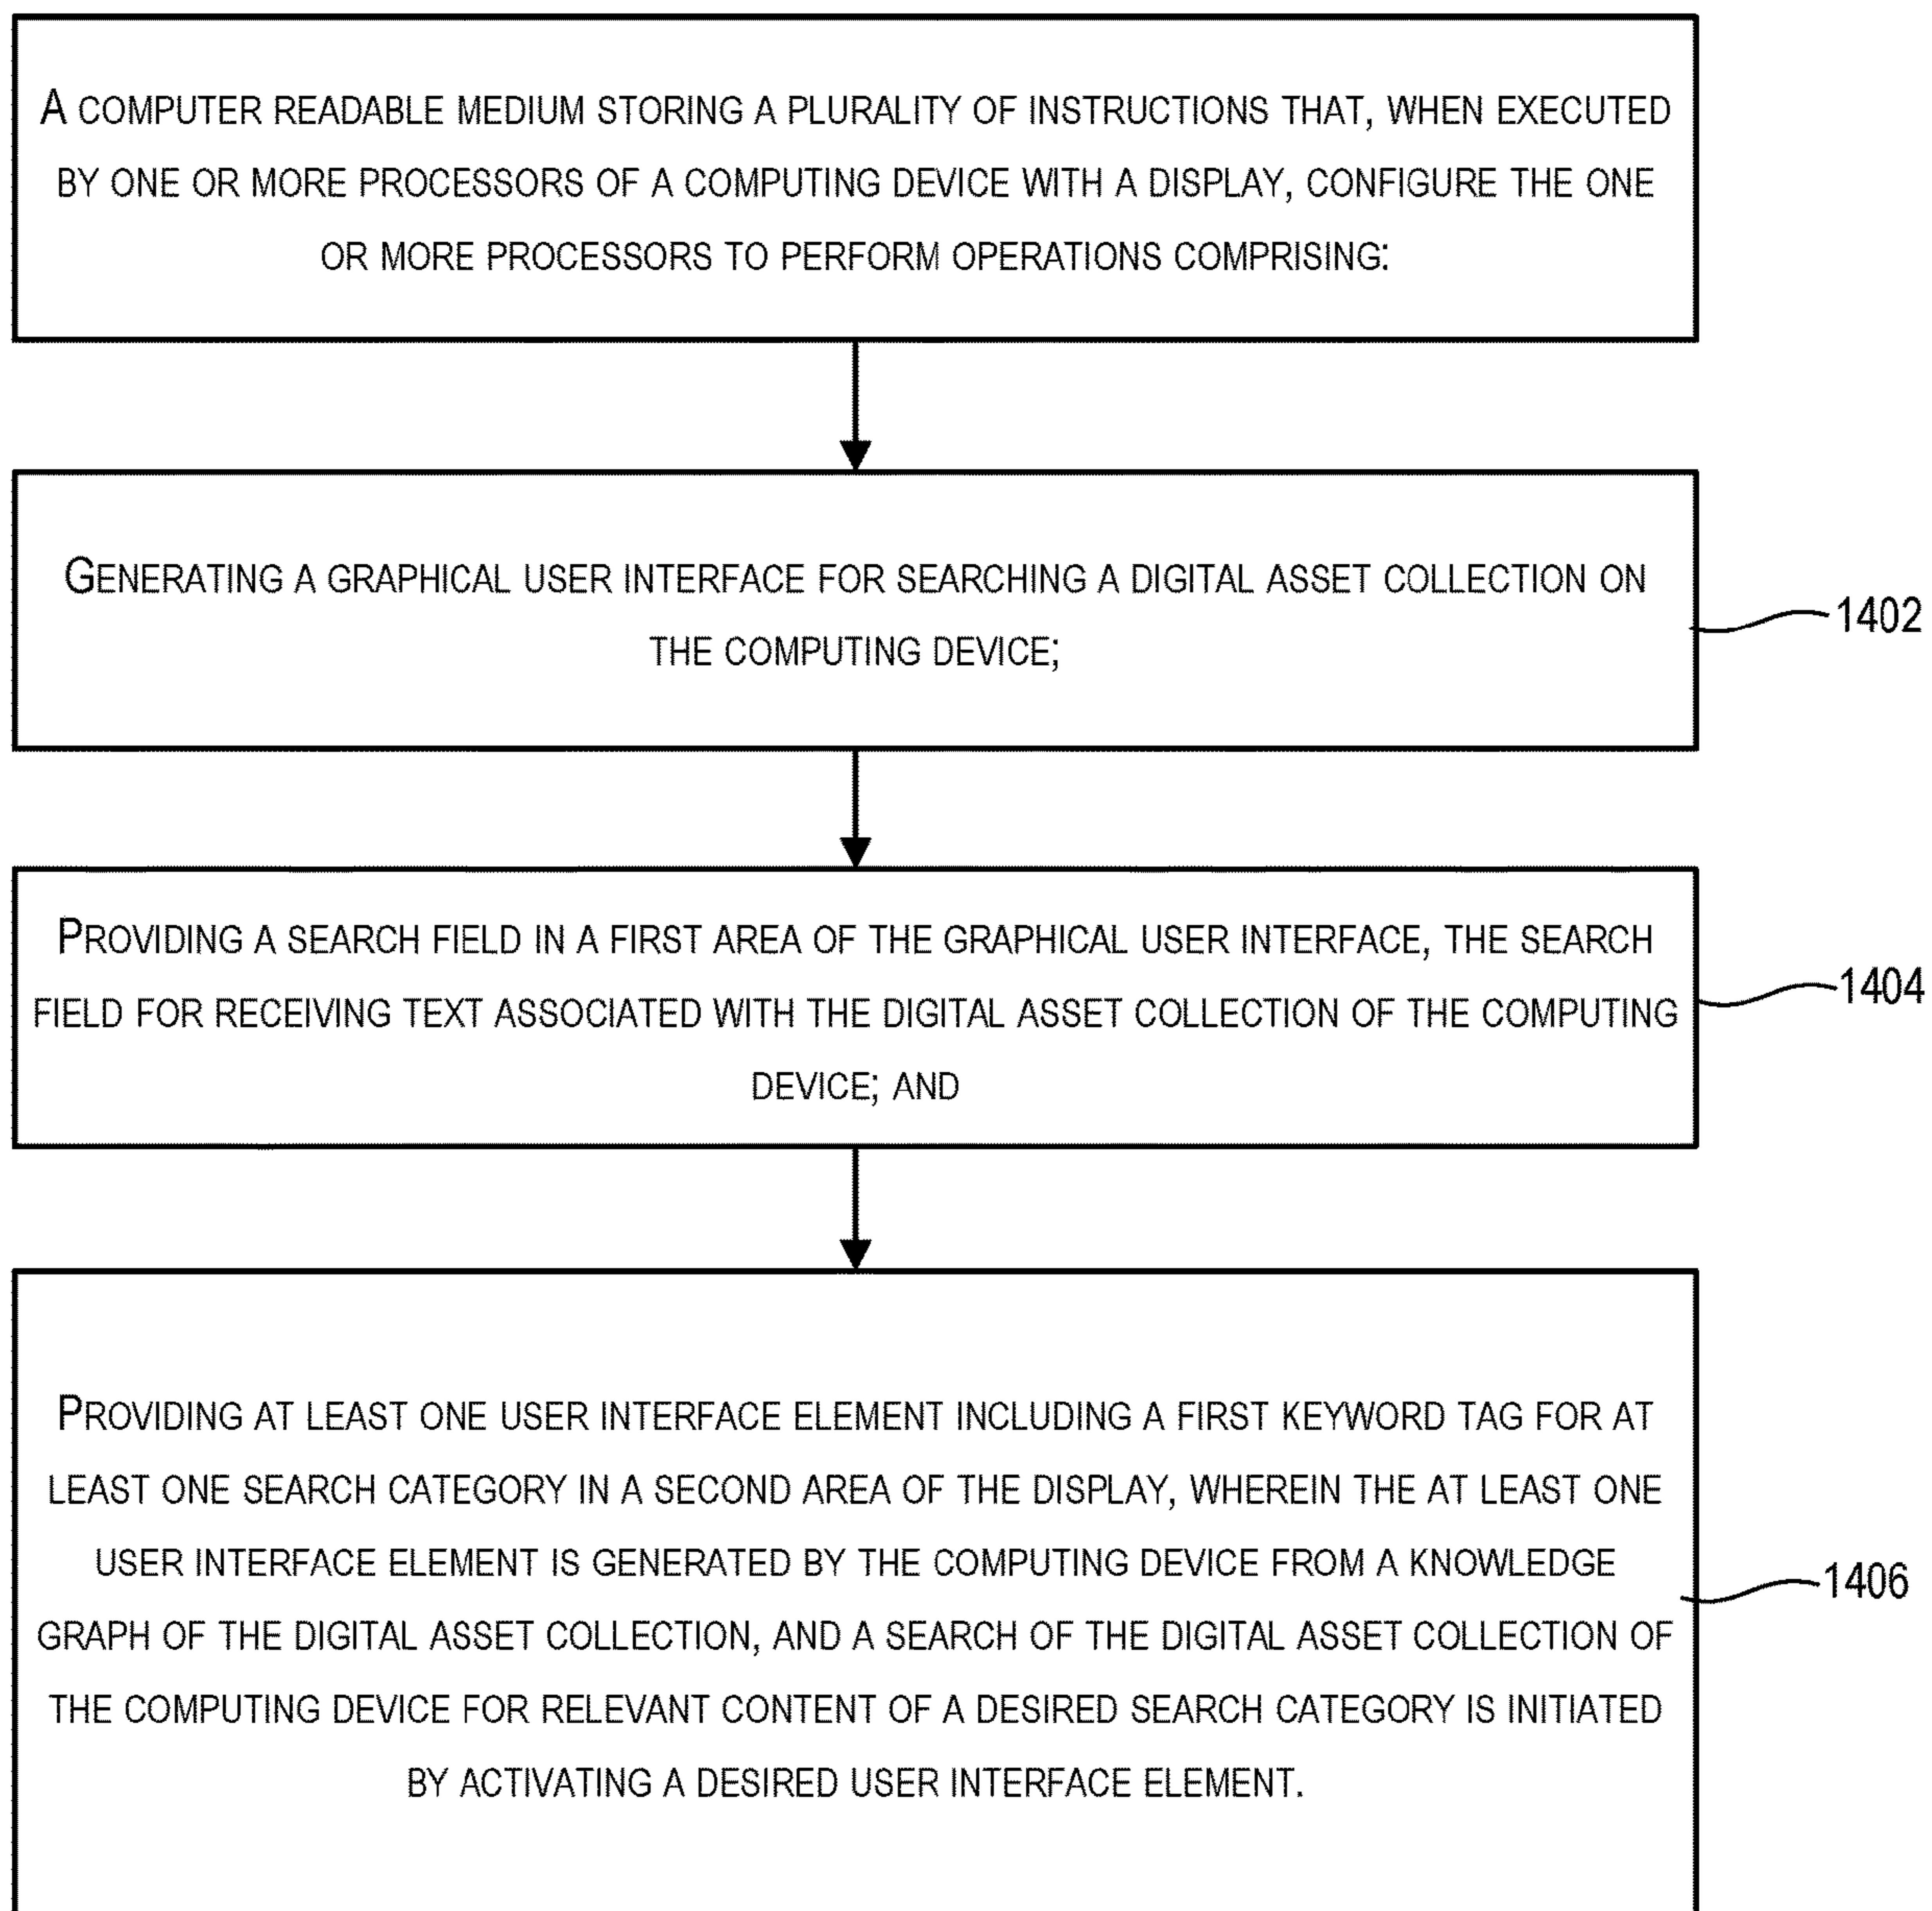 A COMPUTER READABLE MEDIUM STORING A PLURALITY OF INSTRUCTIONS THAT, WHEN EXECUTED
BY ONE OR MORE PROCESSORS OF A COMPUTING DEVICE WITH A DISPLAY, CONFIGURE THE ONE
OR MORE PROCESSORS TO PERFORM OPERATIONS COMPRISING:
GENERATING A GRAPHICAL USER INTERFACE FOR SEARCHING A DIGITAL ASSET COLLECTION ON
THE COMPUTING DEVICE;
1402
PROVIDING A SEARCH FIELD IN A FIRST AREA OF THE GRAPHICAL USER INTERFACE, THE SEARCH
FIELD FOR RECEIVING TEXT ASSOCIATED WITH THE DIGITAL ASSET COLLECTION OF THE COMPUTING
DEVICE; AND
1404
PROVIDING AT LEAST ONE USER INTERFACE ELEMENT INCLUDING A FIRST KEYWORD TAG FOR AT
LEAST ONE SEARCH CATEGORY IN A SECOND AREA OF THE DISPLAY, WHEREIN THE AT LEAST ONE
USER INTERFACE ELEMENT IS GENERATED BY THE COMPUTING DEVICE FROM A KNOWLEDGE
GRAPH OF THE DIGITAL ASSET COLLECTION, AND A SEARCH OF THE DIGITAL ASSET COLLECTION OF
THE COMPUTING DEVICE FOR RELEVANT CONTENT OF A DESIRED SEARCH CATEGORY IS INITIATED
BY ACTIVATING A DESIRED USER INTERFACE ELEMENT.
1406